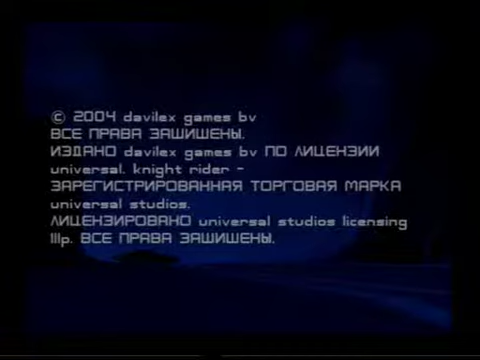 © 2004 davilex games bv
ВСЕ ПРАВА ЗАШИШЕНЫ.
ИЗДАНО davilex games bv ПО ЛИЦЕНЗИИ
universal. knight rider -
ЗАРЕГИСТРИРОВАННАЯ ТОРГОВАЯ МАРКА
universal studios.
ЛИЦЕНЗИРОВАНО universal studios licensing
lllp. ВСЕ ПРАВА ЗАШИШЕНЫ.